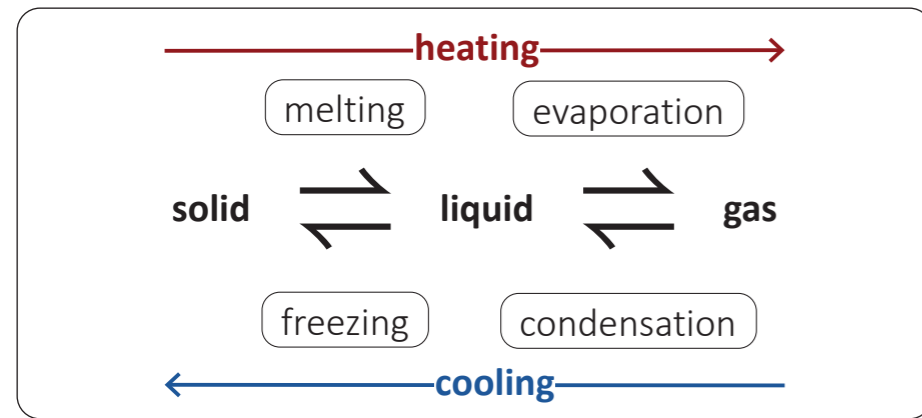 heating
melting evaporation
solid liquid gas
freezing condensation
cooling